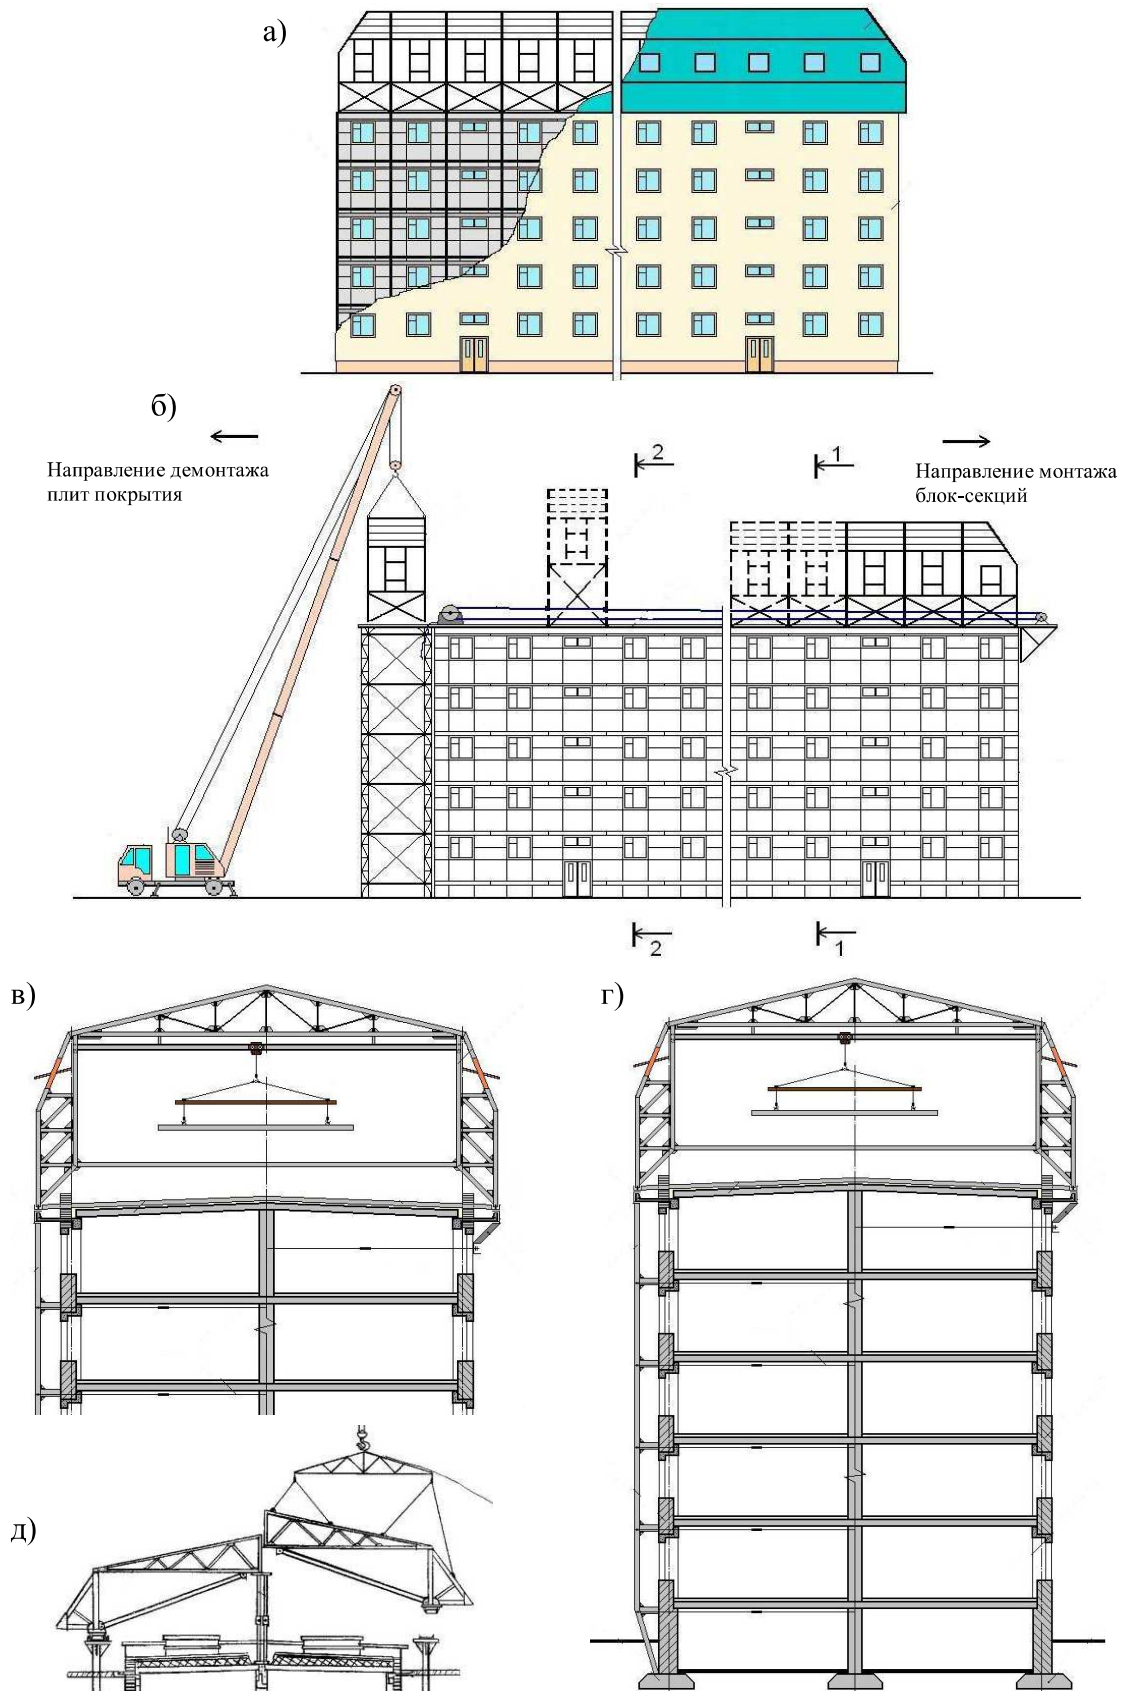 а)
б)
Направление демонтажа
плит покрытия
2
1
Направление монтажа
блок-секций
2
1
в)
г)
д)